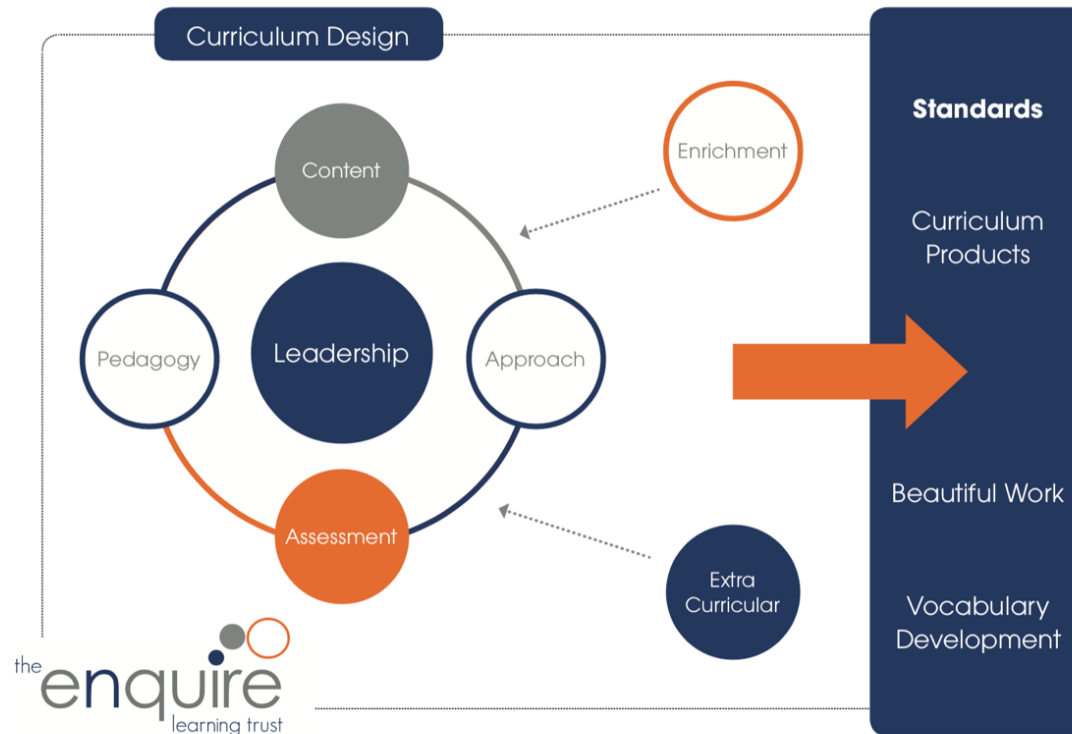 Curriculum Design
Content
Enrichment
Pedagogy
Leadership
Approach
Assessment
Extra
Curricular
Standards
Curriculum
Products
Beautiful Work
Vocabulary
Development
the
enquire
learning trust